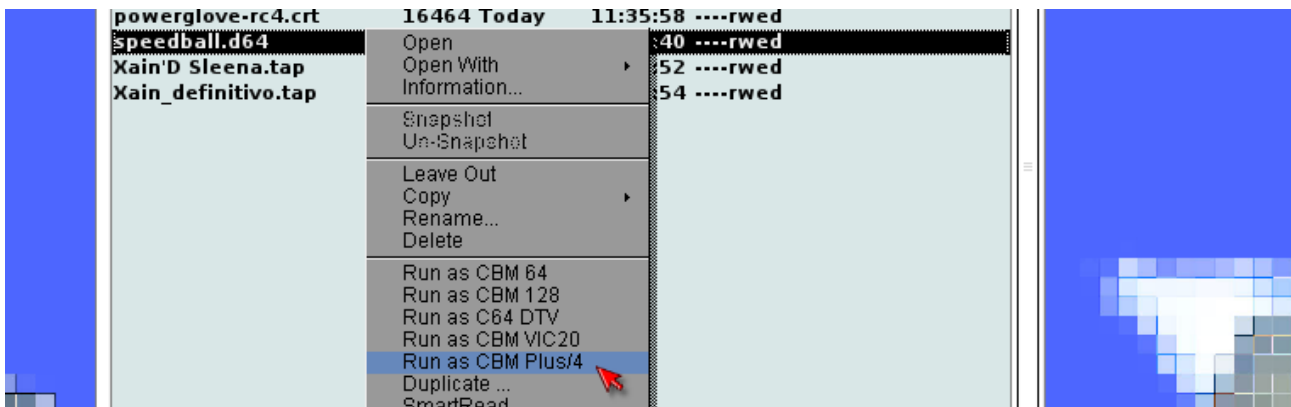 powerglove-rc4.crt 16464 Today 11:35:58 ----rwed
speedball.d64 :40 ----rwed
Xain'D Sleena.tap :52 ----rwed
Xain_definitivo.tap :54 ----rwed
Open
Open With
Information...
Snapshot
Un-Snapshot
Leave Out
Copy
Rename...
Delete
Run as CBM 64
Run as CBM 128
Run as C64 DTV
Run as CBM VIC20
Run as CBM Plus/4
Duplicate ...
SmartRead